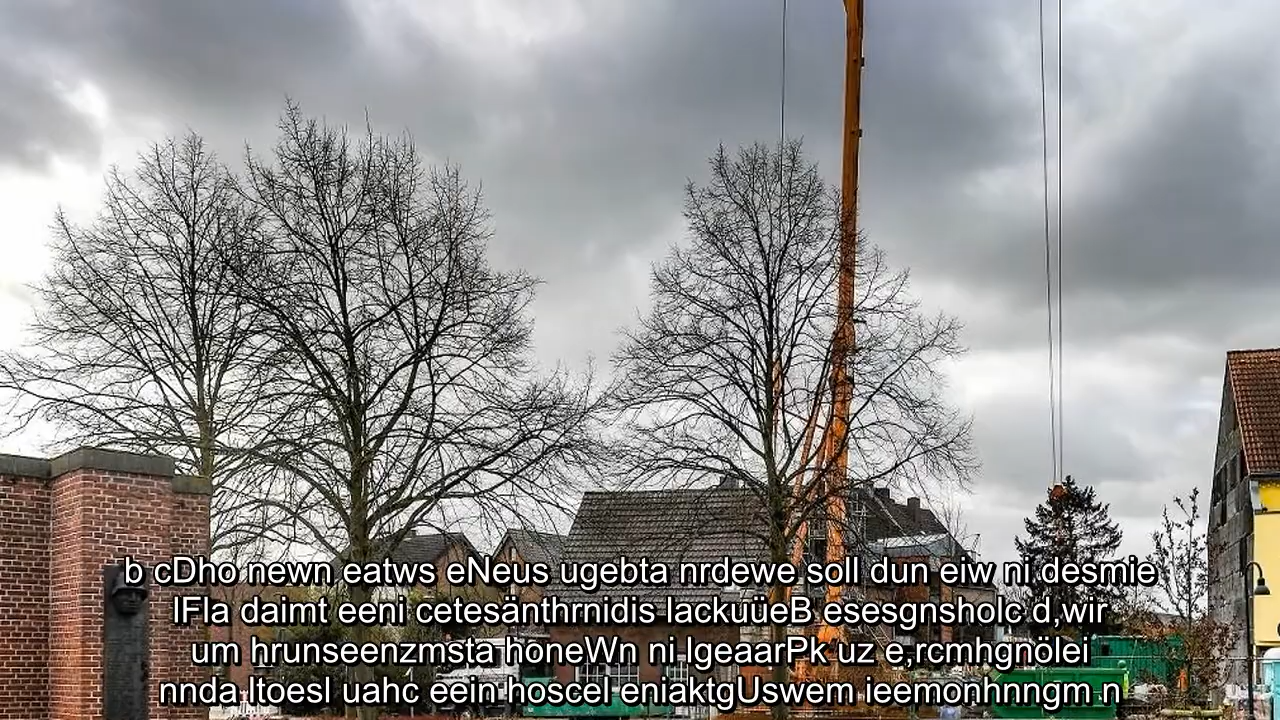 b cDho newn eatws eNeus ugebta nrdewe soll dun eiw ni desmie
lFla daimt eeni cetesänthrnidis lackuüeB esesgnsholc d,wir
um hrunseenzmsta honeWn ni lgeaarPk uz e,rcmhgnölei
nnda ltoesl uahc eein hoscel eniaktgUswem ieemonhnngm n